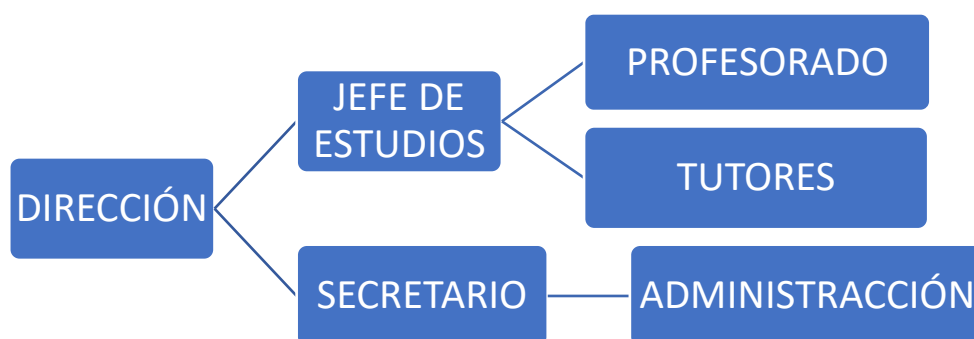 DIRECCIÓN
JEFE DE
ESTUDIOS
PROFESORADO
TUTORES
SECRETARIO
ADMINISTRACCIÓN